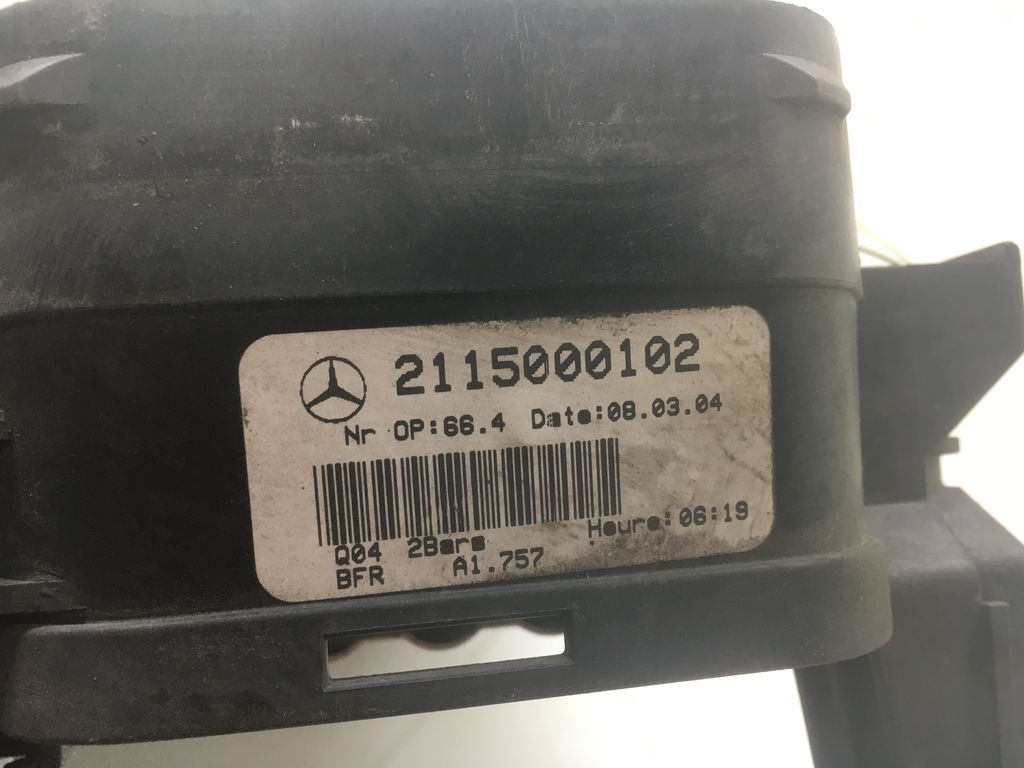 2115000102
Nr OP:66.4 Date:08.03.04
Q04 2Bars Heure:06:19
BFR A1.757